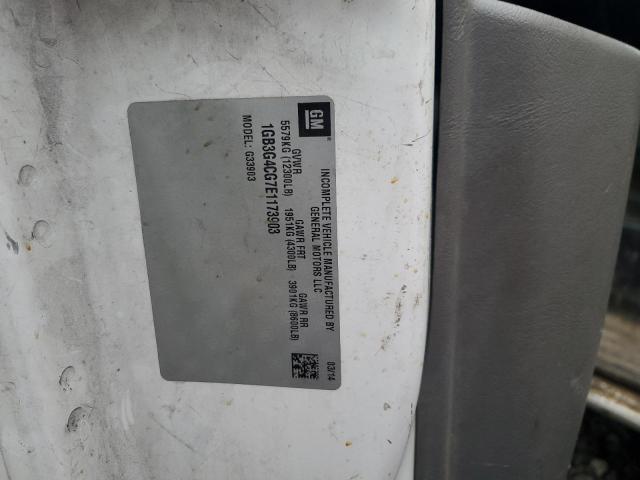 GM
INCOMPLETE VEHICLE MANUFACTURED BY
GENERAL MOTORS LLC
03/14
GVWR GAWR FRT GAWR RR
5579KG (12300LB) 1951KG (4300LB) 3901KG (8600LB)
1GB3G4CG7E1173903
MODEL: G33903